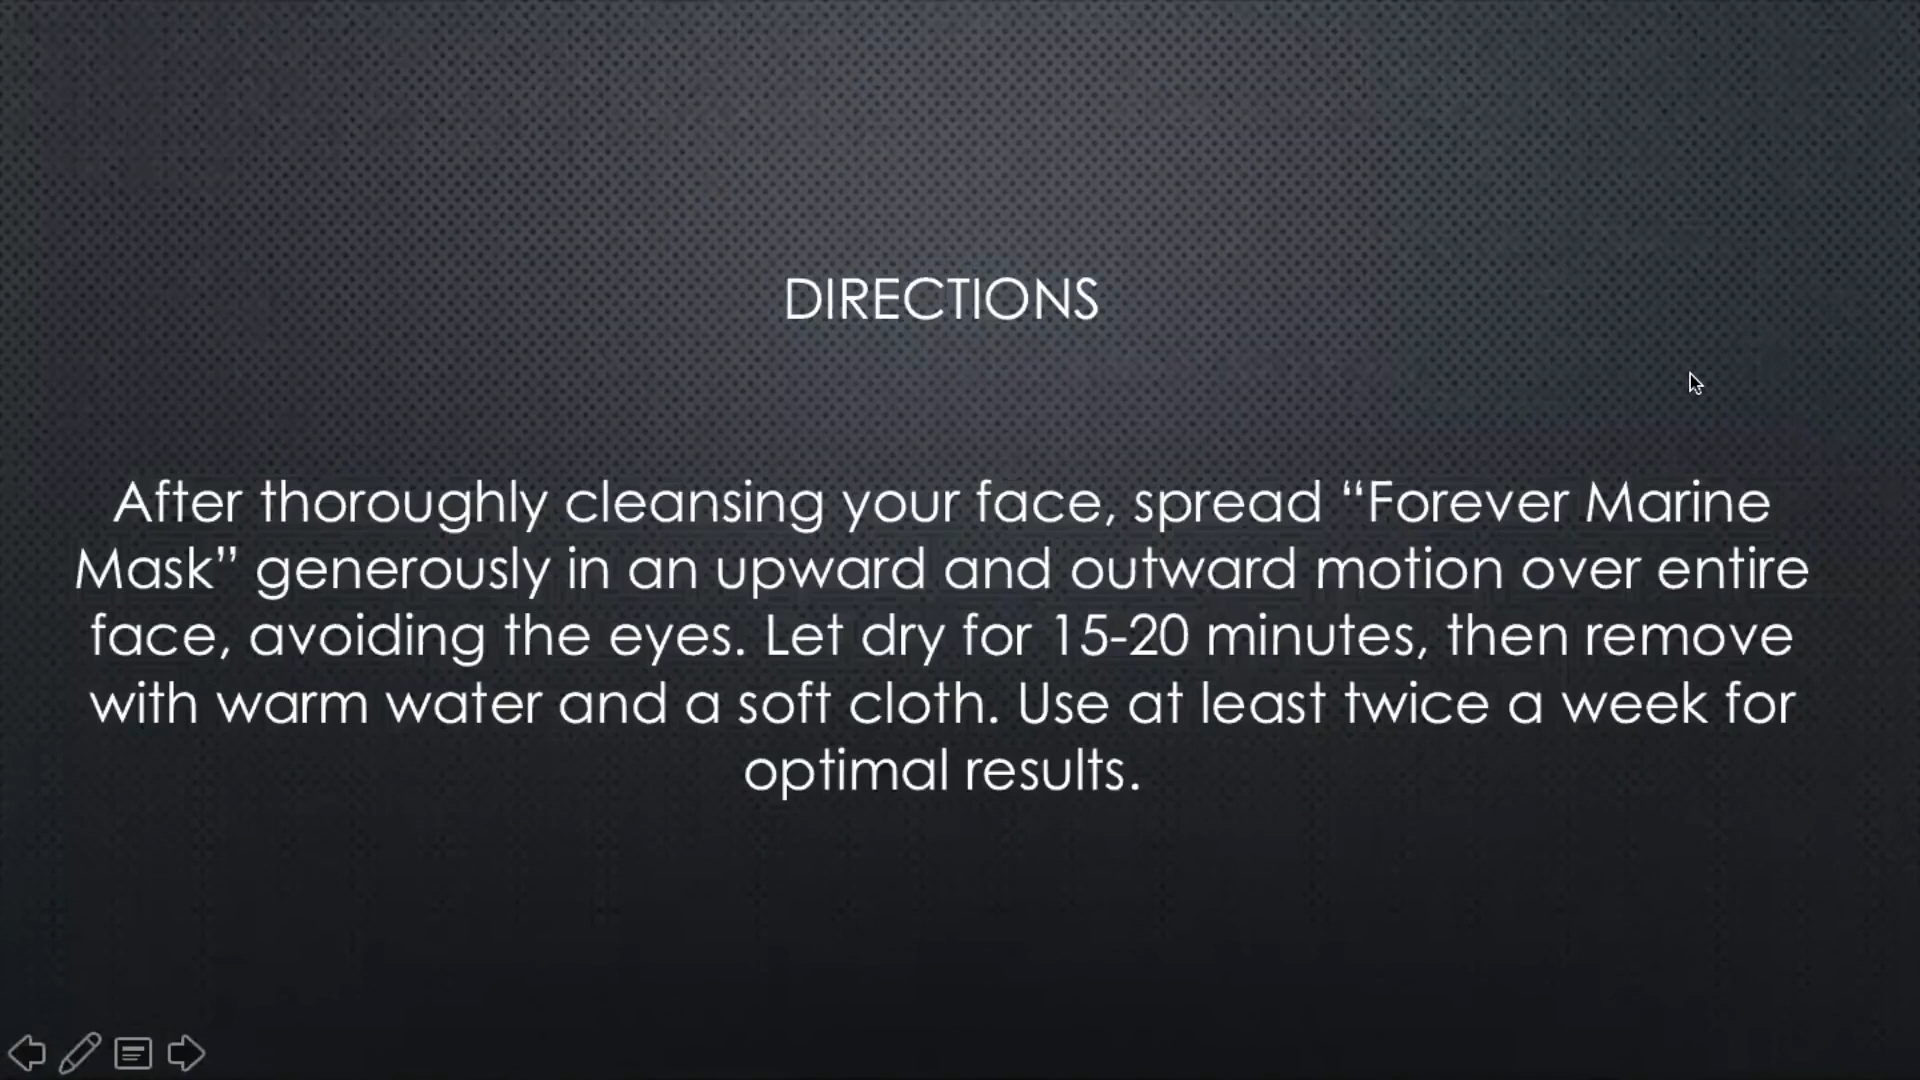 DIRECTIONS
After thoroughly cleansing your face, spread “Forever Marine
Mask” generously in an upward and outward motion over entire
face, avoiding the eyes. Let dry for 15-20 minutes, then remove
with warm water and a soft cloth. Use at least twice a week for
optimal results.